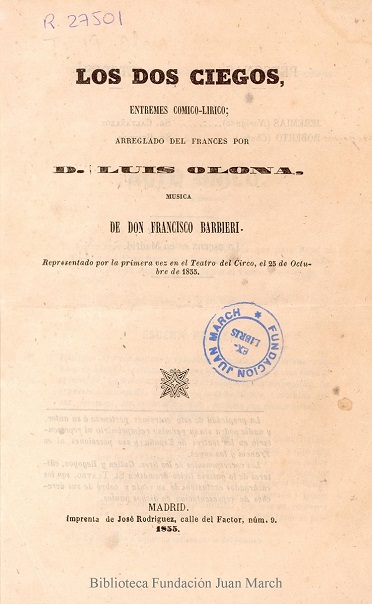 R. 27501
LOS DOS CIEGOS,
ENTREMES COMICO-LIRICO;
ARREGLADO DEL FRANCES POR
D. LUIS OLONA.
MUSICA
DE DON FRANCISCO BARBIERI.
Representado por la primera vez en el Teatro del Circo, el 25 de Octu-
bre de 1855.
FUNDACION JUAN MARCH
EX-
LIBRIS
MADRID.
Imprenta de José Rodriguez, calle del Factor, núm. 9.
1855.
Biblioteca Fundación Juan March